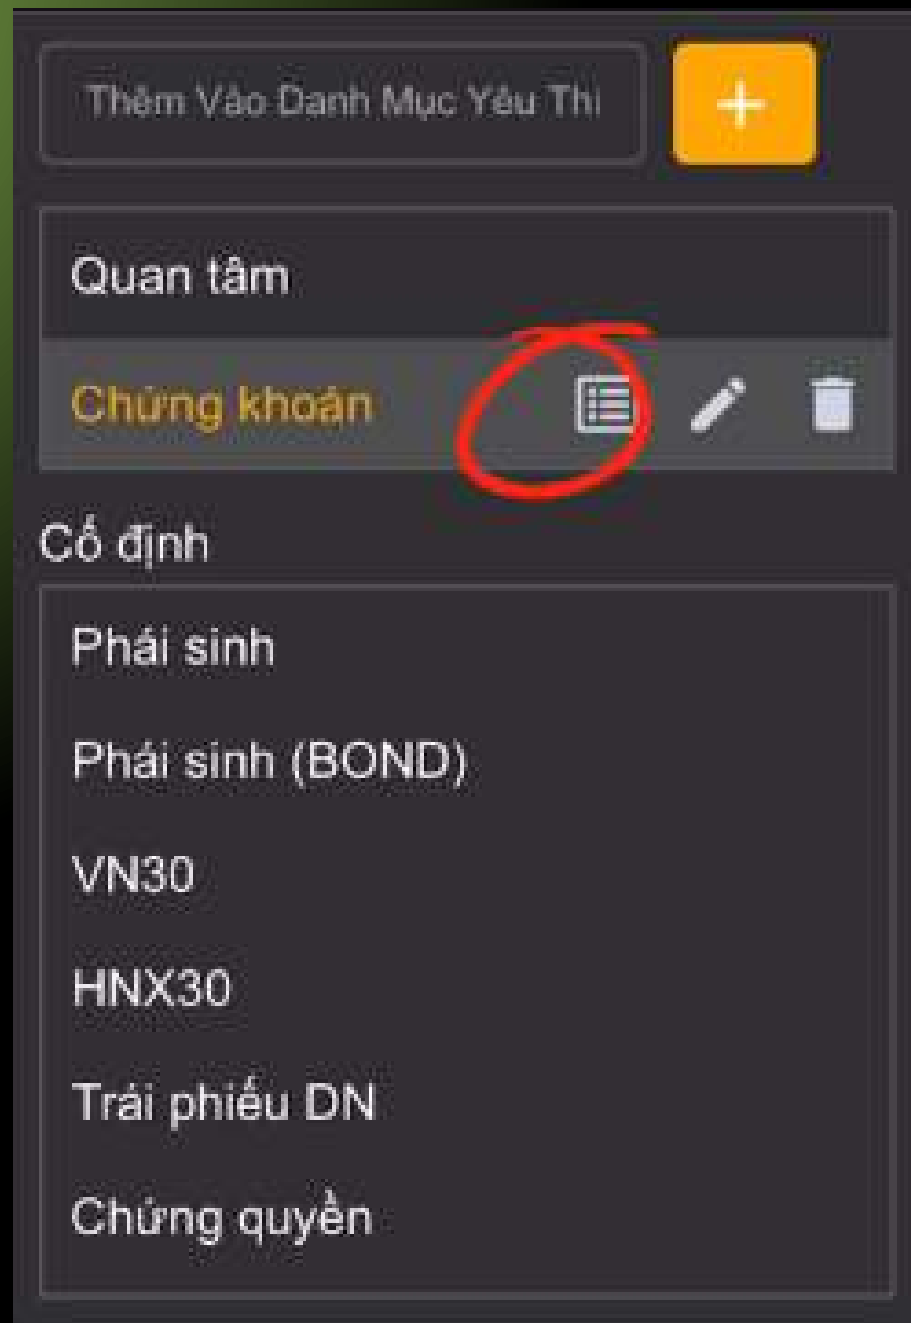 Thêm Vào Danh Mục Yêu Thí
Quan tâm
Chứng khoán
Cố định
Phái sinh
Phái sinh (BOND)
VN30
HNX30
Trái phiếu DN
Chứng quyền